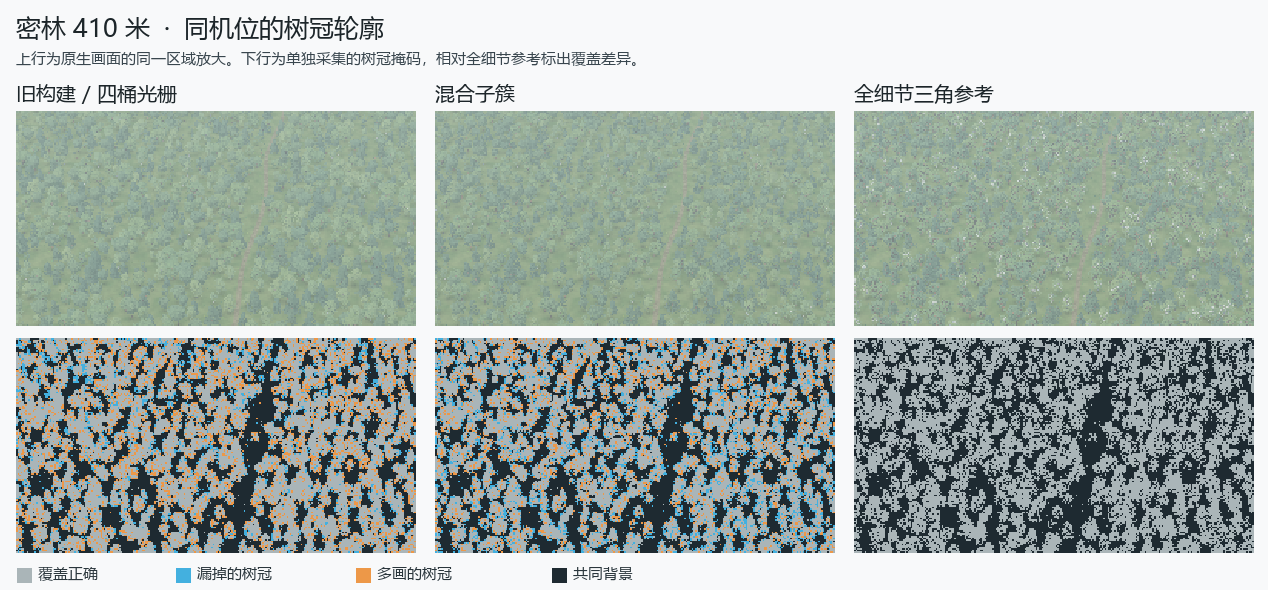 密林 410 米 · 同机位的树冠轮廓
上行为原生画面的同一区域放大。下行为单独采集的树冠掩码，相对全细节参考标出覆盖差异。
旧构建 / 四桶光栅
混合子簇
全细节三角参考
覆盖正确
漏掉的树冠
多画的树冠
共同背景